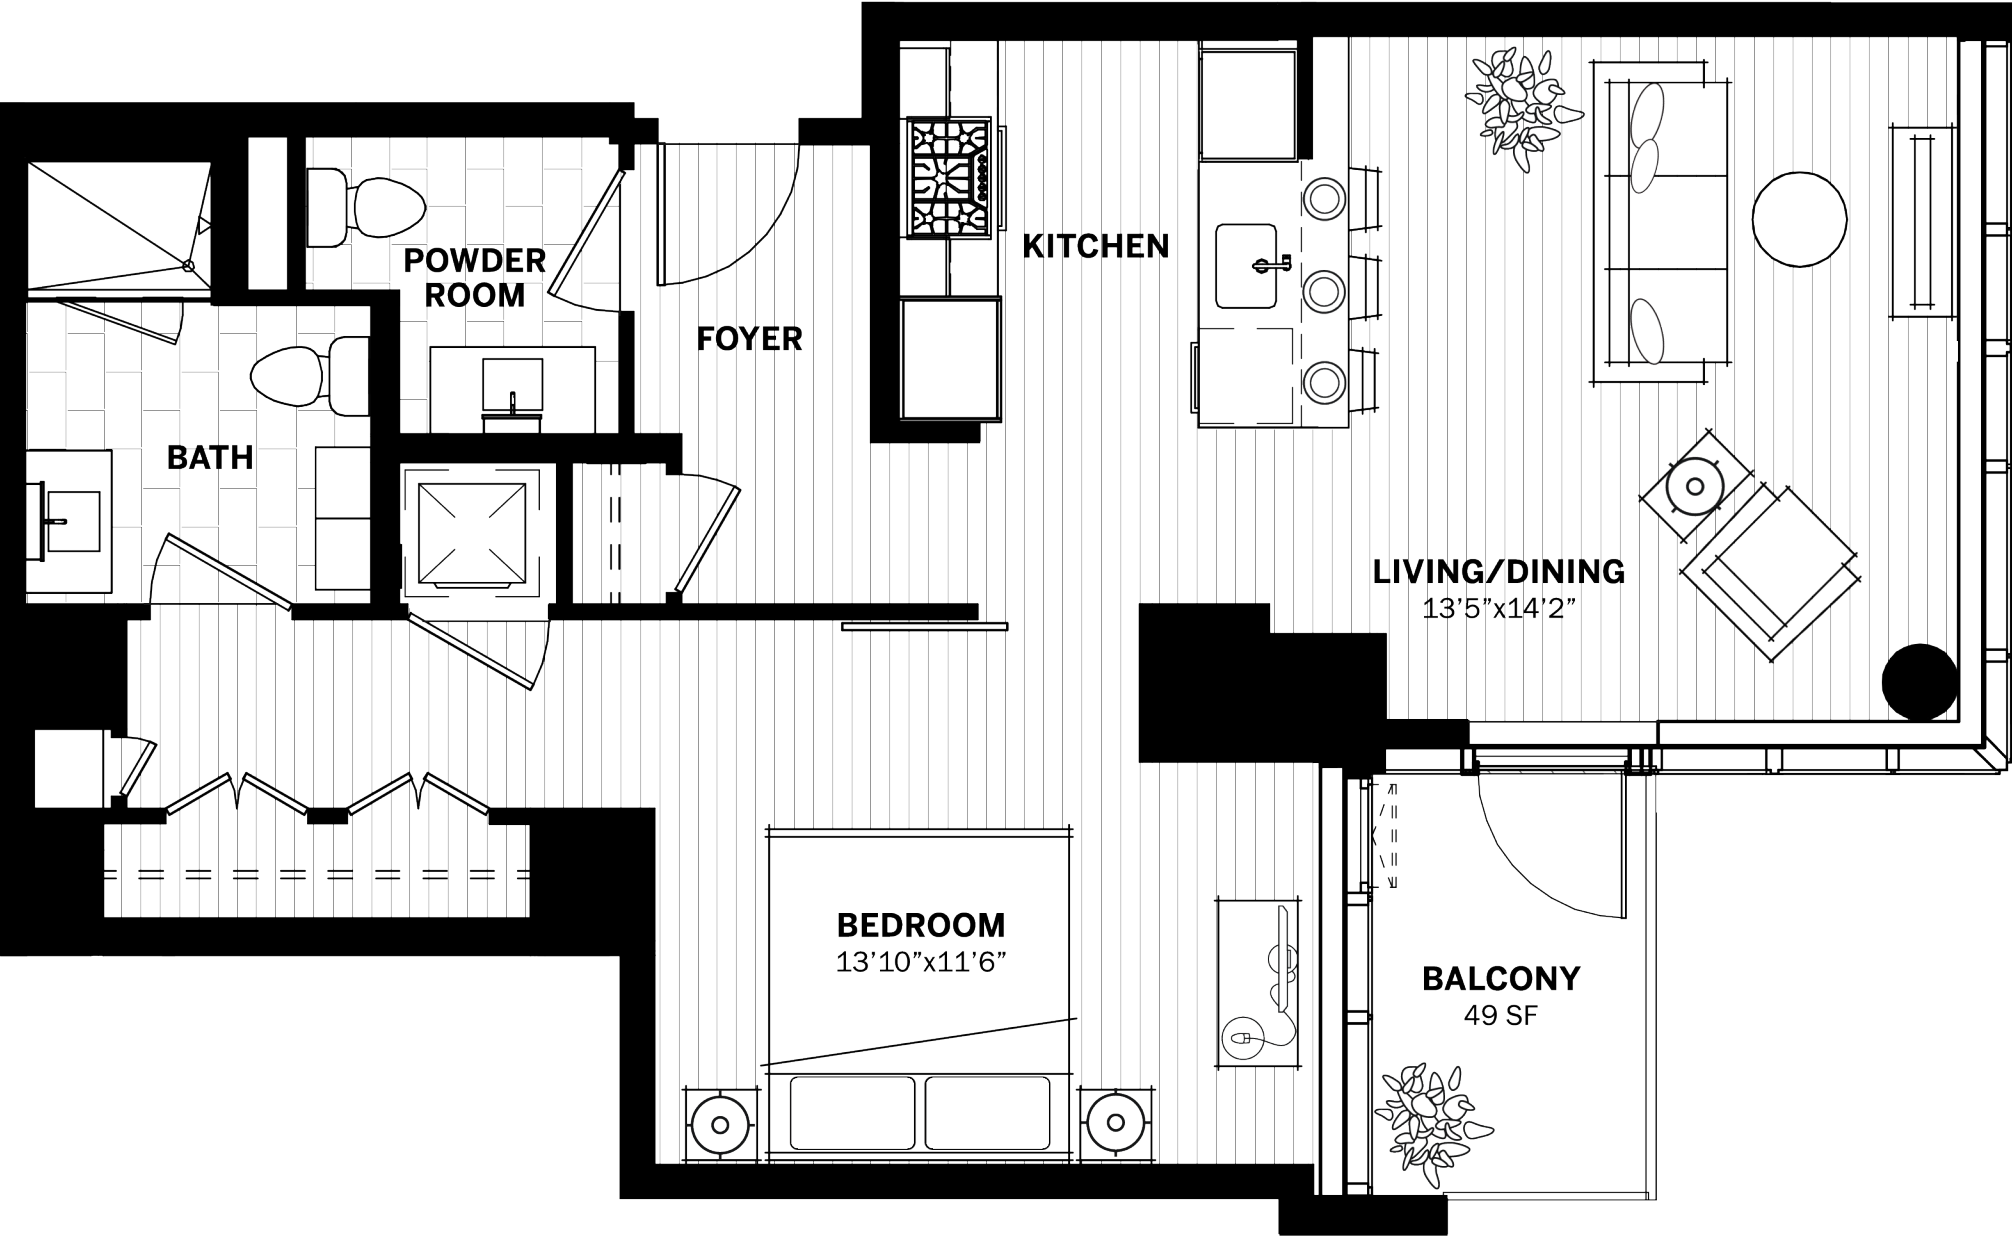 KITCHEN
POWDER
ROOM
FOYER
BATH
LIVING/DINING
13’5”x14’2”
BEDROOM
13’10”x11’6”
BALCONY
49 SF